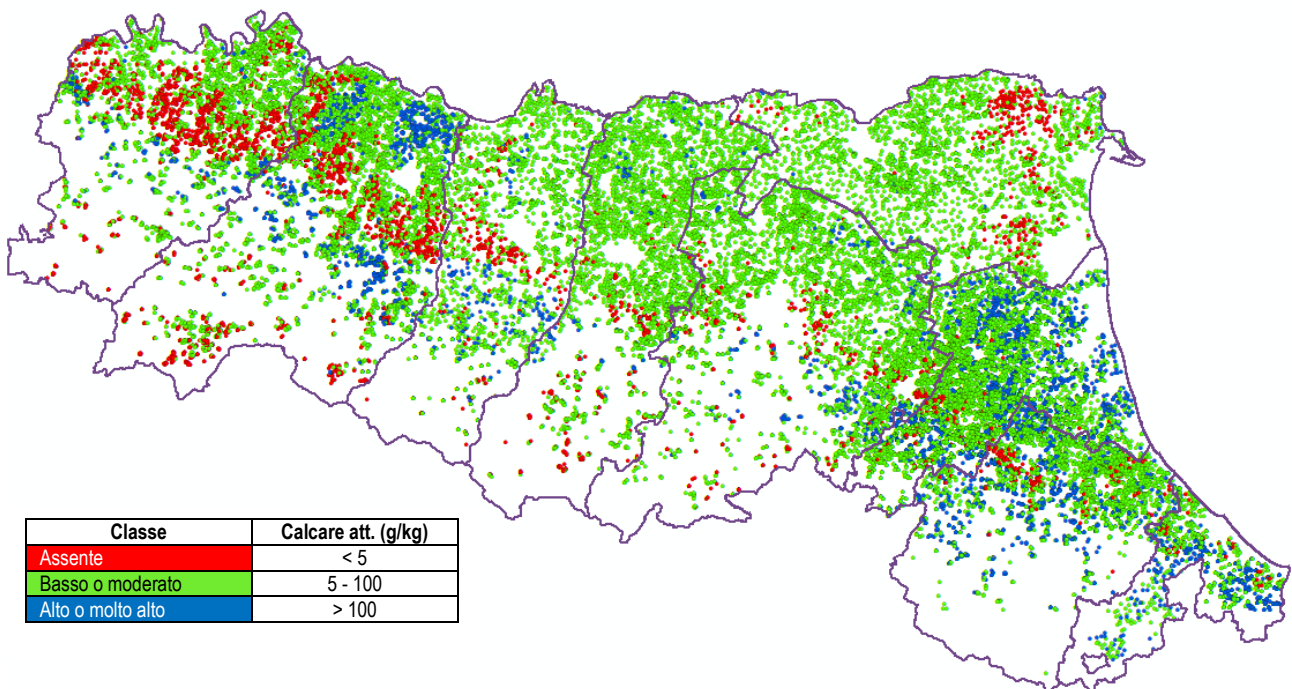 Classe Calcare att. (g/kg)
Assente < 5
Basso o moderato 5 - 100
Alto o molto alto > 100